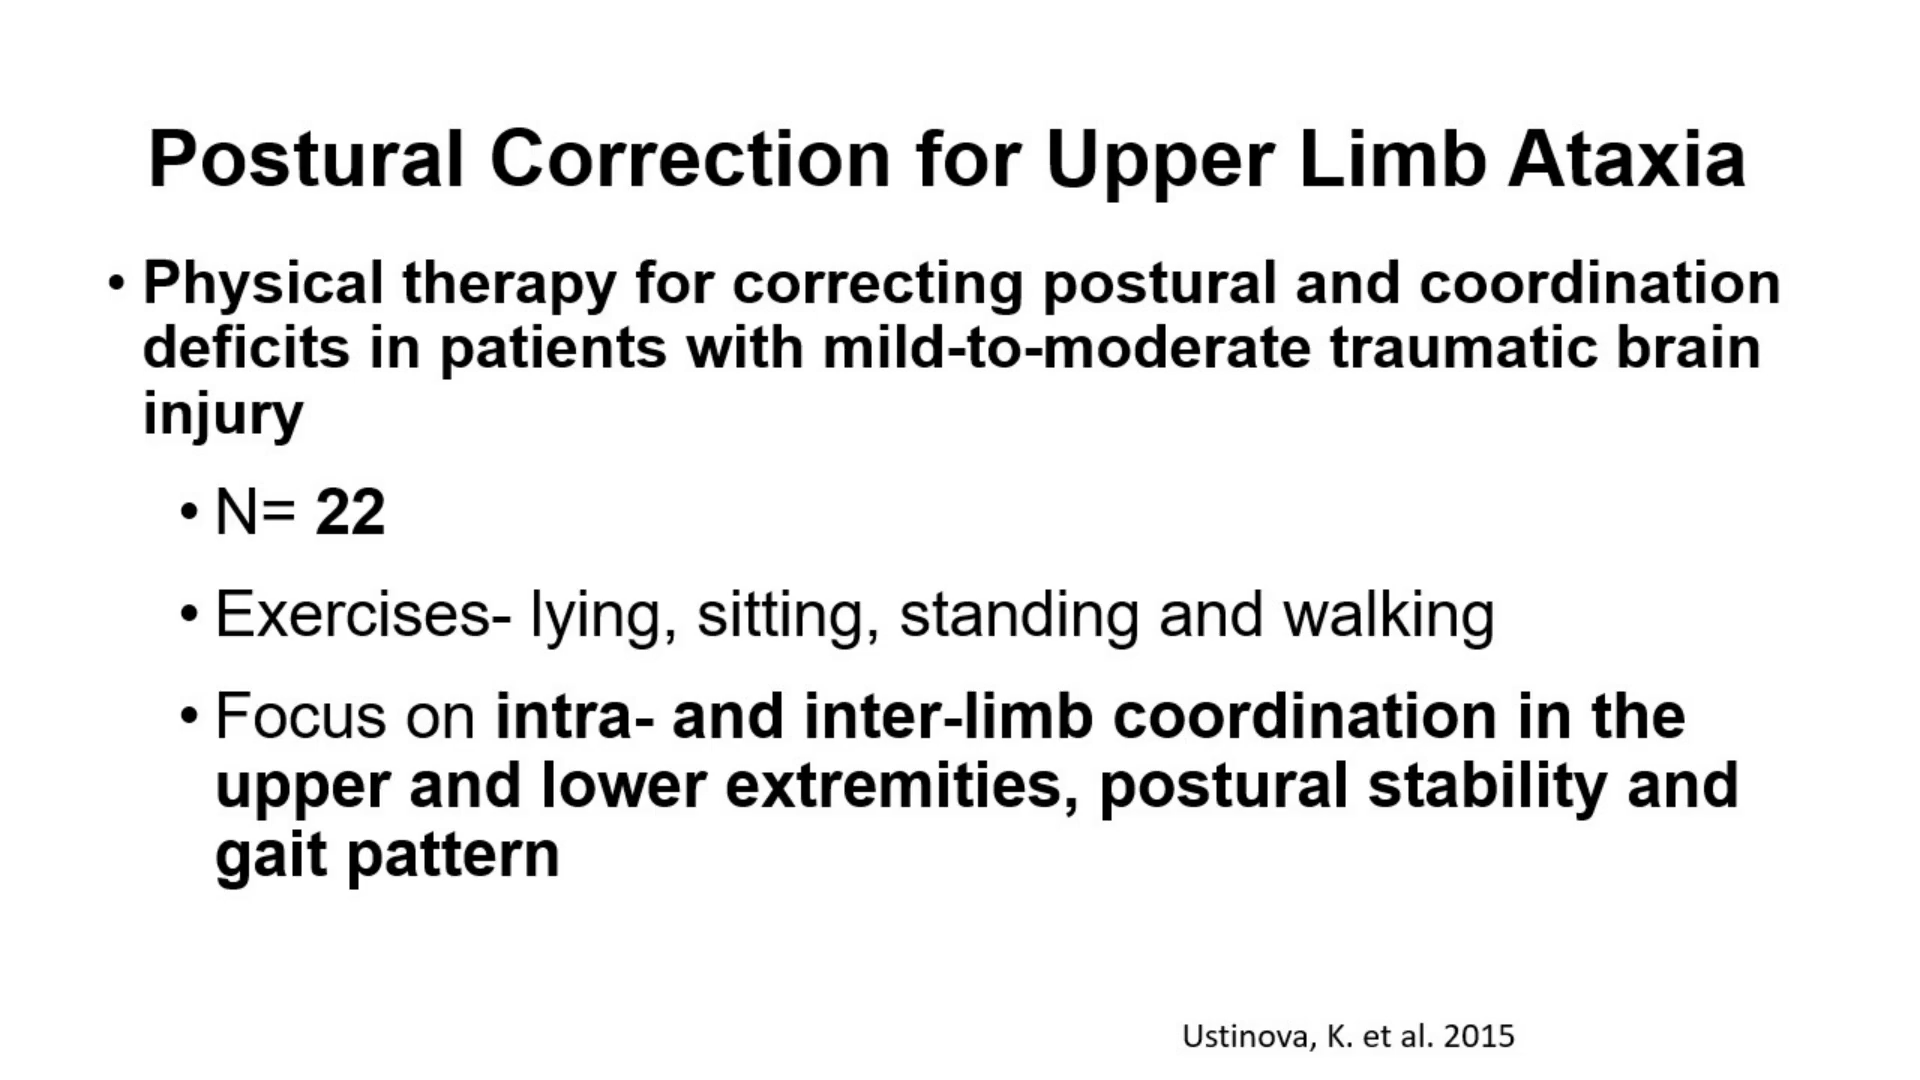 Postural Correction for Upper Limb Ataxia
• Physical therapy for correcting postural and coordination
deficits in patients with mild-to-moderate traumatic brain
injury
• N= 22
• Exercises- lying, sitting, standing and walking
• Focus on intra- and inter-limb coordination in the
upper and lower extremities, postural stability and
gait pattern
Ustinova, K. et al. 2015